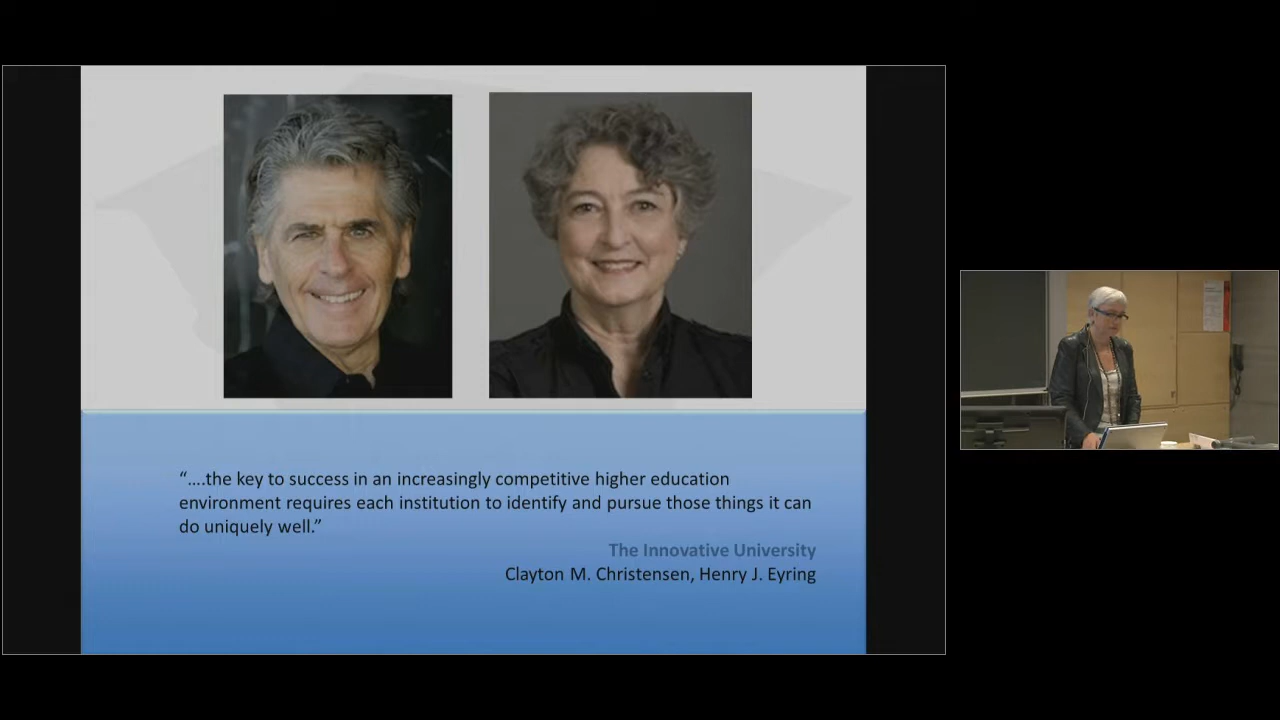 “....the key to success in an increasingly competitive higher education
environment requires each institution to identify and pursue those things it can
do uniquely well.”
The Innovative University
Clayton M. Christensen, Henry J. Eyring